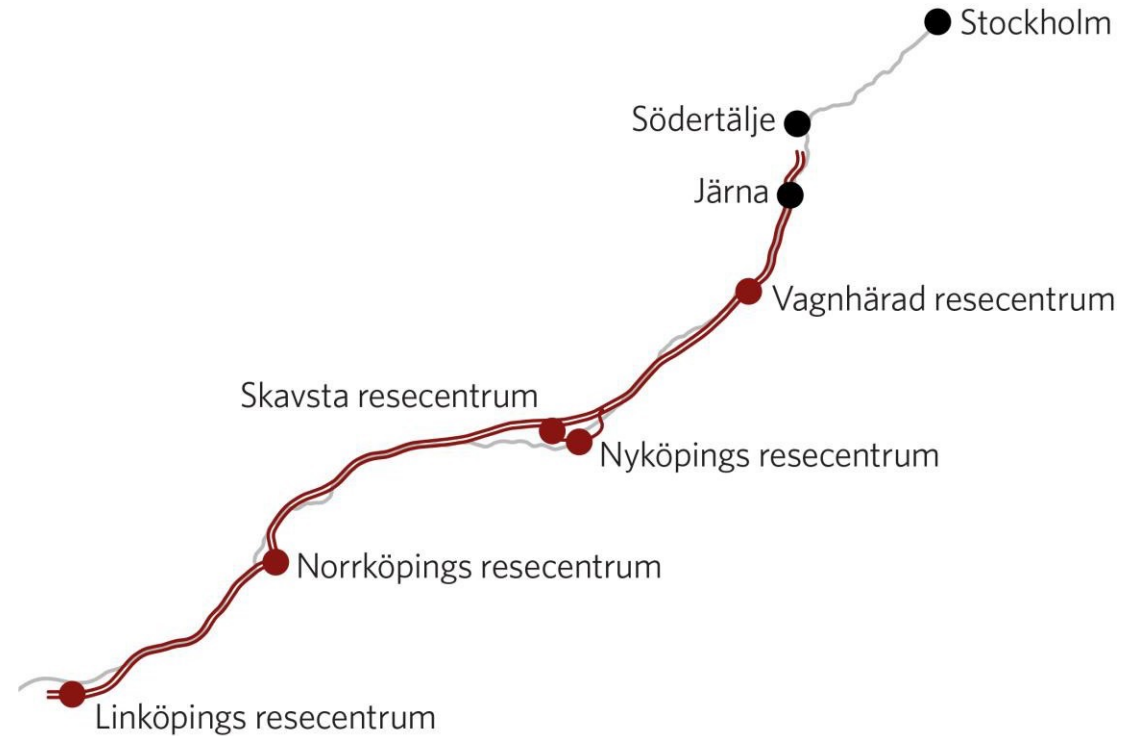 Stockholm
Södertälje
Järna
Vagnhärad resecentrum
Skavsta resecentrum
Nyköpings resecentrum
Norrköpings resecentrum
Linköpings resecentrum